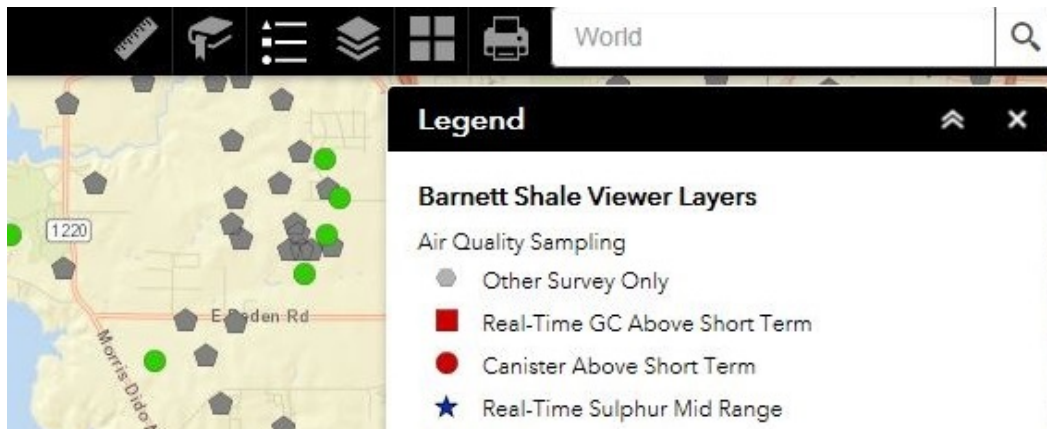 World
Legend
Barnett Shale Viewer Layers
Air Quality Sampling
Other Survey Only
Real-Time GC Above Short Term
Canister Above Short Term
Real-Time Sulphur Mid Range
1220
E Peden Rd
Morris Dido